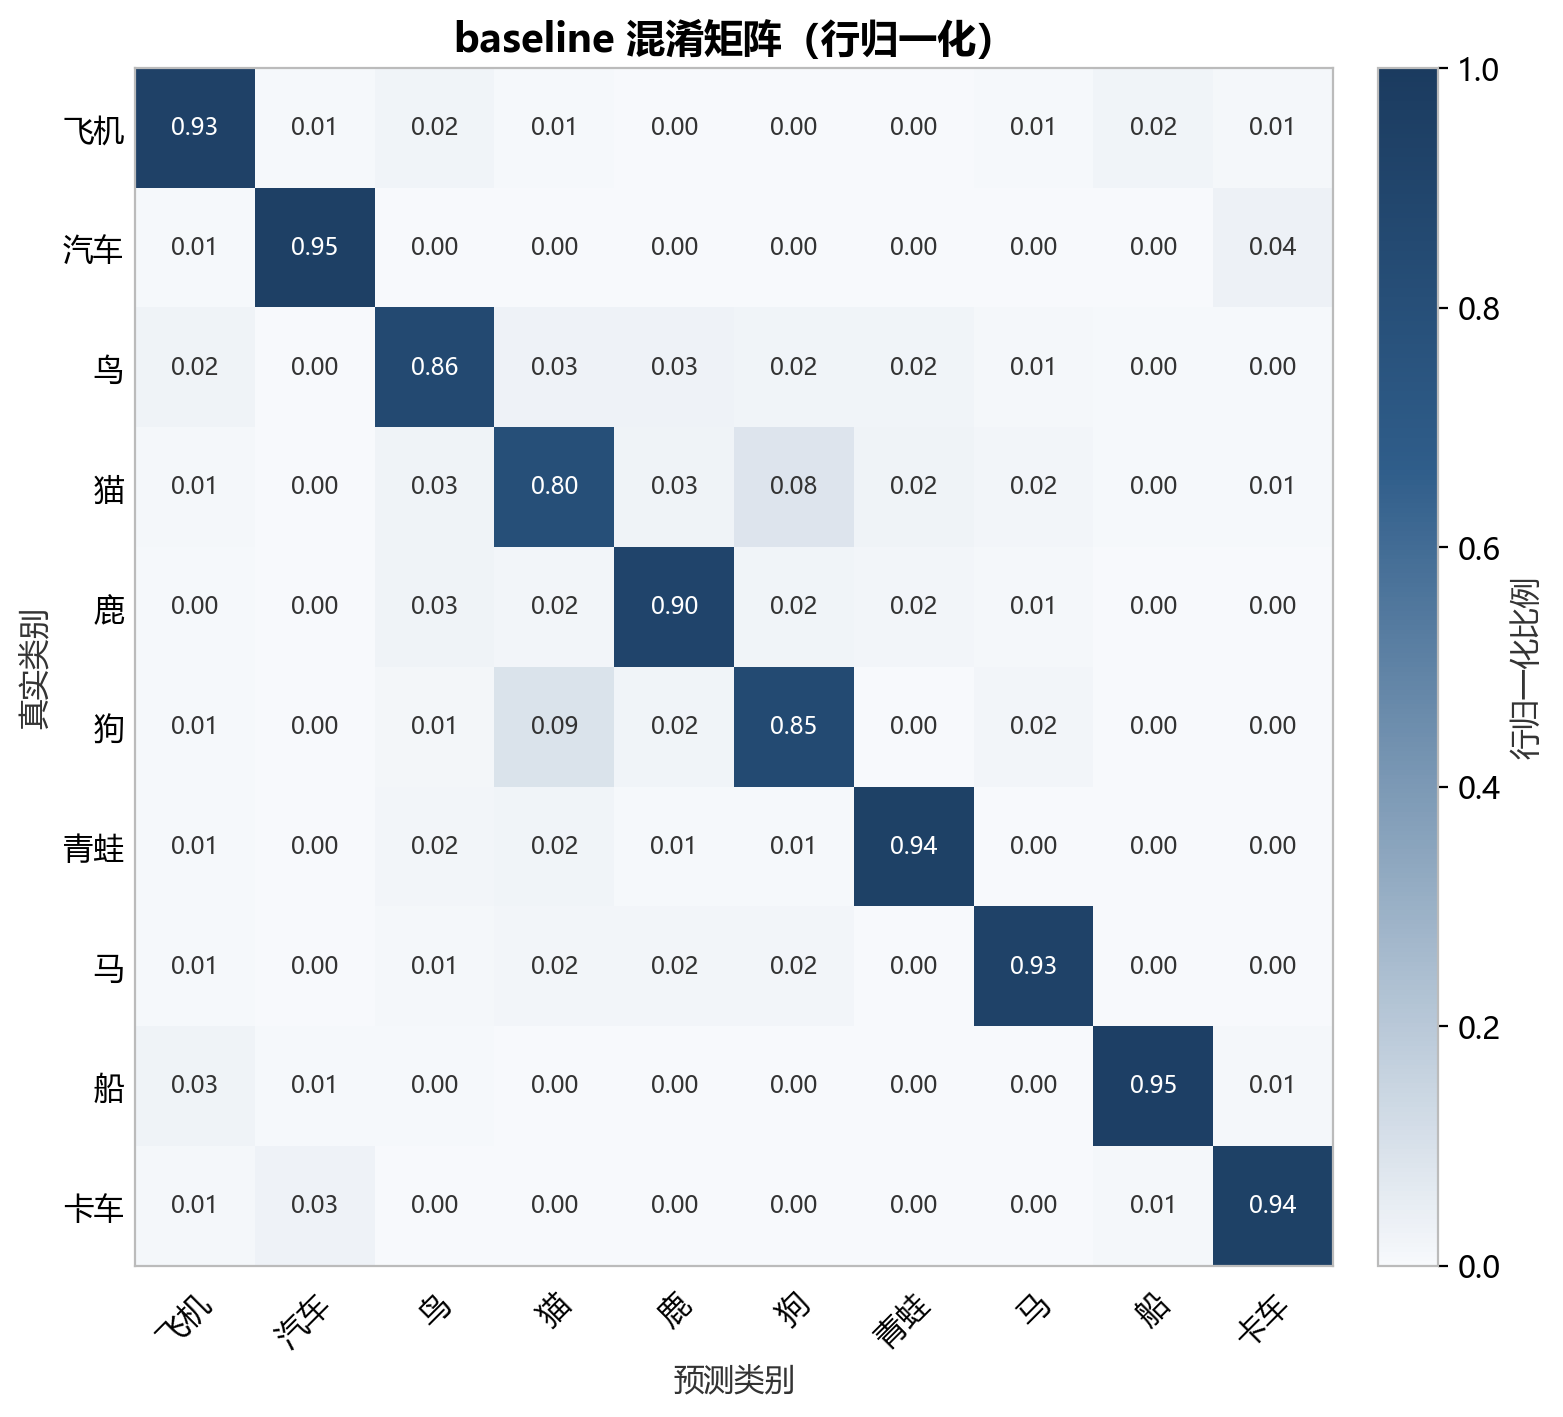 baseline 混淆矩阵（行归一化）
飞机 0.93 0.01 0.02 0.01 0.00 0.00 0.00 0.01 0.02 0.01
汽车 0.01 0.95 0.00 0.00 0.00 0.00 0.00 0.00 0.00 0.04
鸟 0.02 0.00 0.86 0.03 0.03 0.02 0.02 0.01 0.00 0.00
猫 0.01 0.00 0.03 0.80 0.03 0.08 0.02 0.02 0.00 0.01
鹿 0.00 0.00 0.03 0.02 0.90 0.02 0.02 0.01 0.00 0.00
狗 0.01 0.00 0.01 0.09 0.02 0.85 0.00 0.02 0.00 0.00
青蛙 0.01 0.00 0.02 0.02 0.01 0.01 0.94 0.00 0.00 0.00
马 0.01 0.00 0.01 0.02 0.02 0.02 0.00 0.93 0.00 0.00
船 0.03 0.01 0.00 0.00 0.00 0.00 0.00 0.00 0.95 0.01
卡车 0.01 0.03 0.00 0.00 0.00 0.00 0.00 0.00 0.01 0.94
飞机 汽车 鸟 猫 鹿 狗 青蛙 马 船 卡车
预测类别
真实类别
1.0
0.8
0.6
0.4
0.2
0.0
行归一化比例